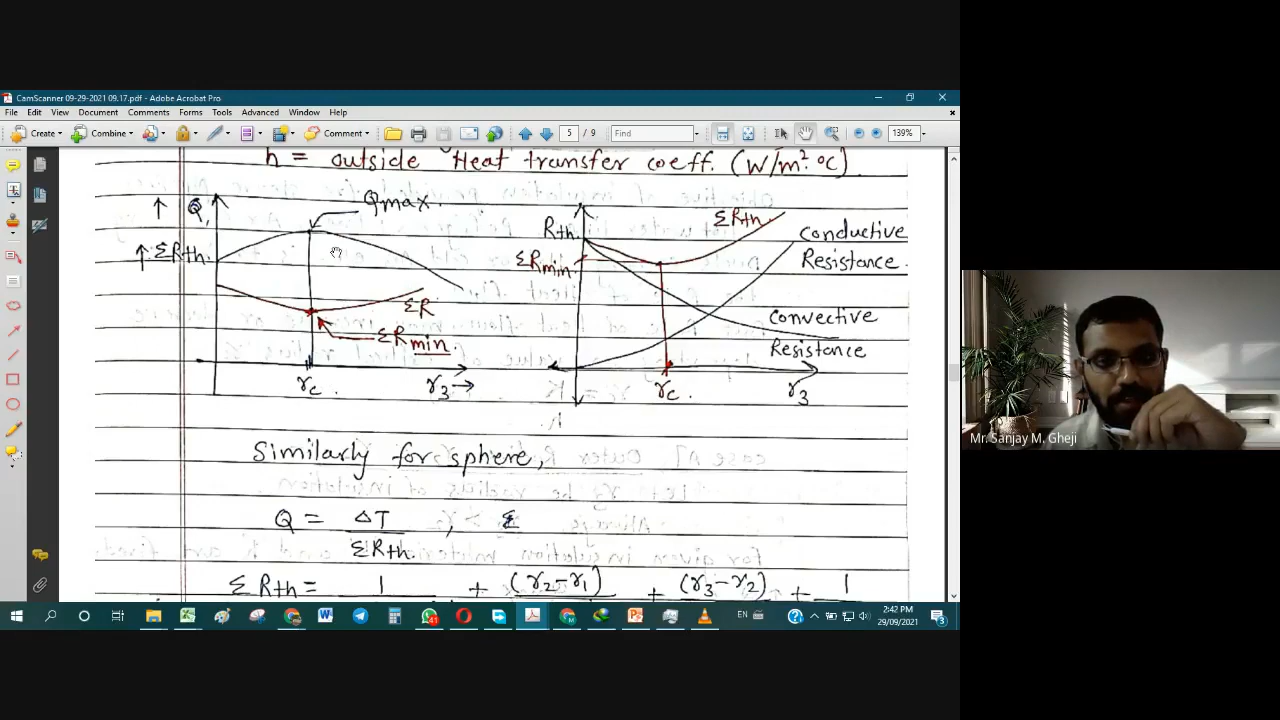 CamScanner 09-29-2021 09.17.pdf - Adobe Acrobat Pro
File Edit View Document Comments Forms Tools Advanced Window Help
Create Combine Comment 5 / 9 Find 139%
h = outside Heat transfer coeff. (W/m² °C)
↑ Q
Qmax.
↑ ΣRth.
ΣR
ΣRmin.
rc.
r3 →
Rth.
ΣRmin.
ΣRth
conductive
Resistance.
Convective
Resistance
rc.
r3
Similarly for sphere,
Q = ΔT / ΣRth. , Σ
ΣRth = 1 + (r2-r1) + (r3-r2) + 1
Mr. Sanjay M. Gheji
41
EN
2:42 PM
29/09/2021
3